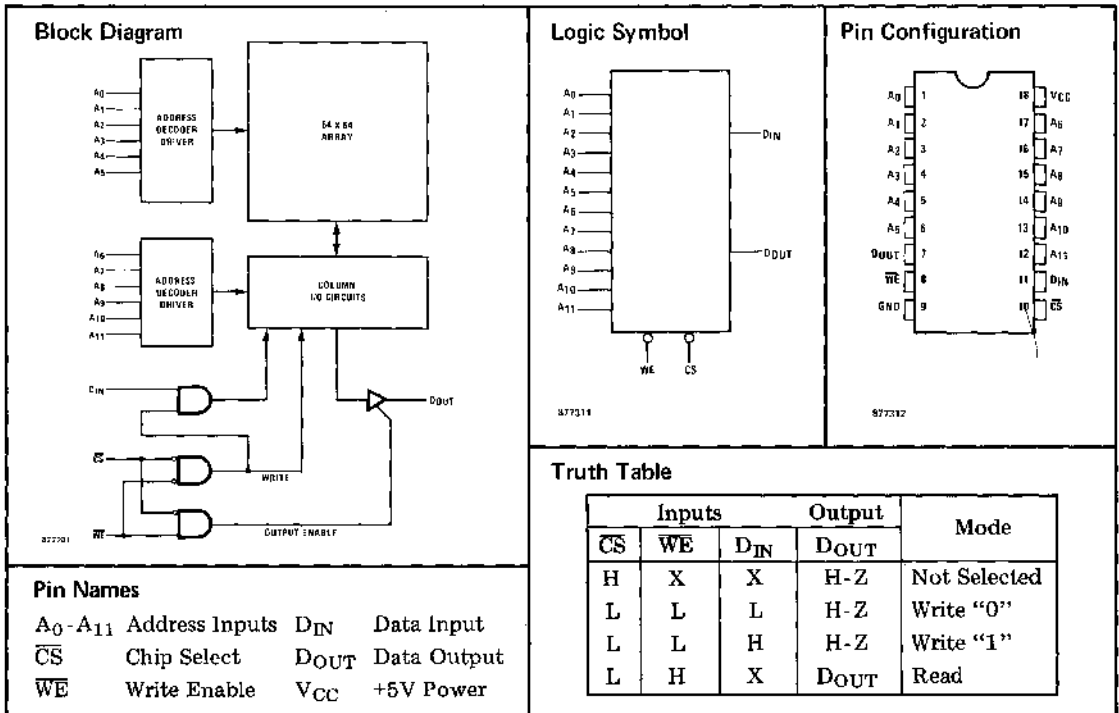 Block Diagram
A0
A1
A2
A3
A4
A5
ADDRESS
DECODER
DRIVER
64 x 64
ARRAY
A6
A7
A8
A9
A10
A11
ADDRESS
DECODER
DRIVER
COLUMN
I/O CIRCUITS
DIN
DOUT
CS
WRITE
WE
OUTPUT ENABLE
Logic Symbol
A0
A1
A2
A3
A4
A5
A6
A7
A8
A9
A10
A11
DIN
DOUT
WE CS
877311
Pin Configuration
A0 1 18 VCC
A1 2 17 A6
A2 3 16 A7
A3 4 15 A8
A4 5 14 A9
A5 6 13 A10
DOUT 7 12 A11
WE 8 11 DIN
GND 9 10 CS
877312
Pin Names
A0-A11 Address Inputs DIN Data Input
CS Chip Select DOUT Data Output
WE Write Enable VCC +5V Power
Truth Table
Inputs Output Mode
CS WE DIN DOUT
H X X H-Z Not Selected
L L L H-Z Write “0”
L L H H-Z Write “1”
L H X DOUT Read